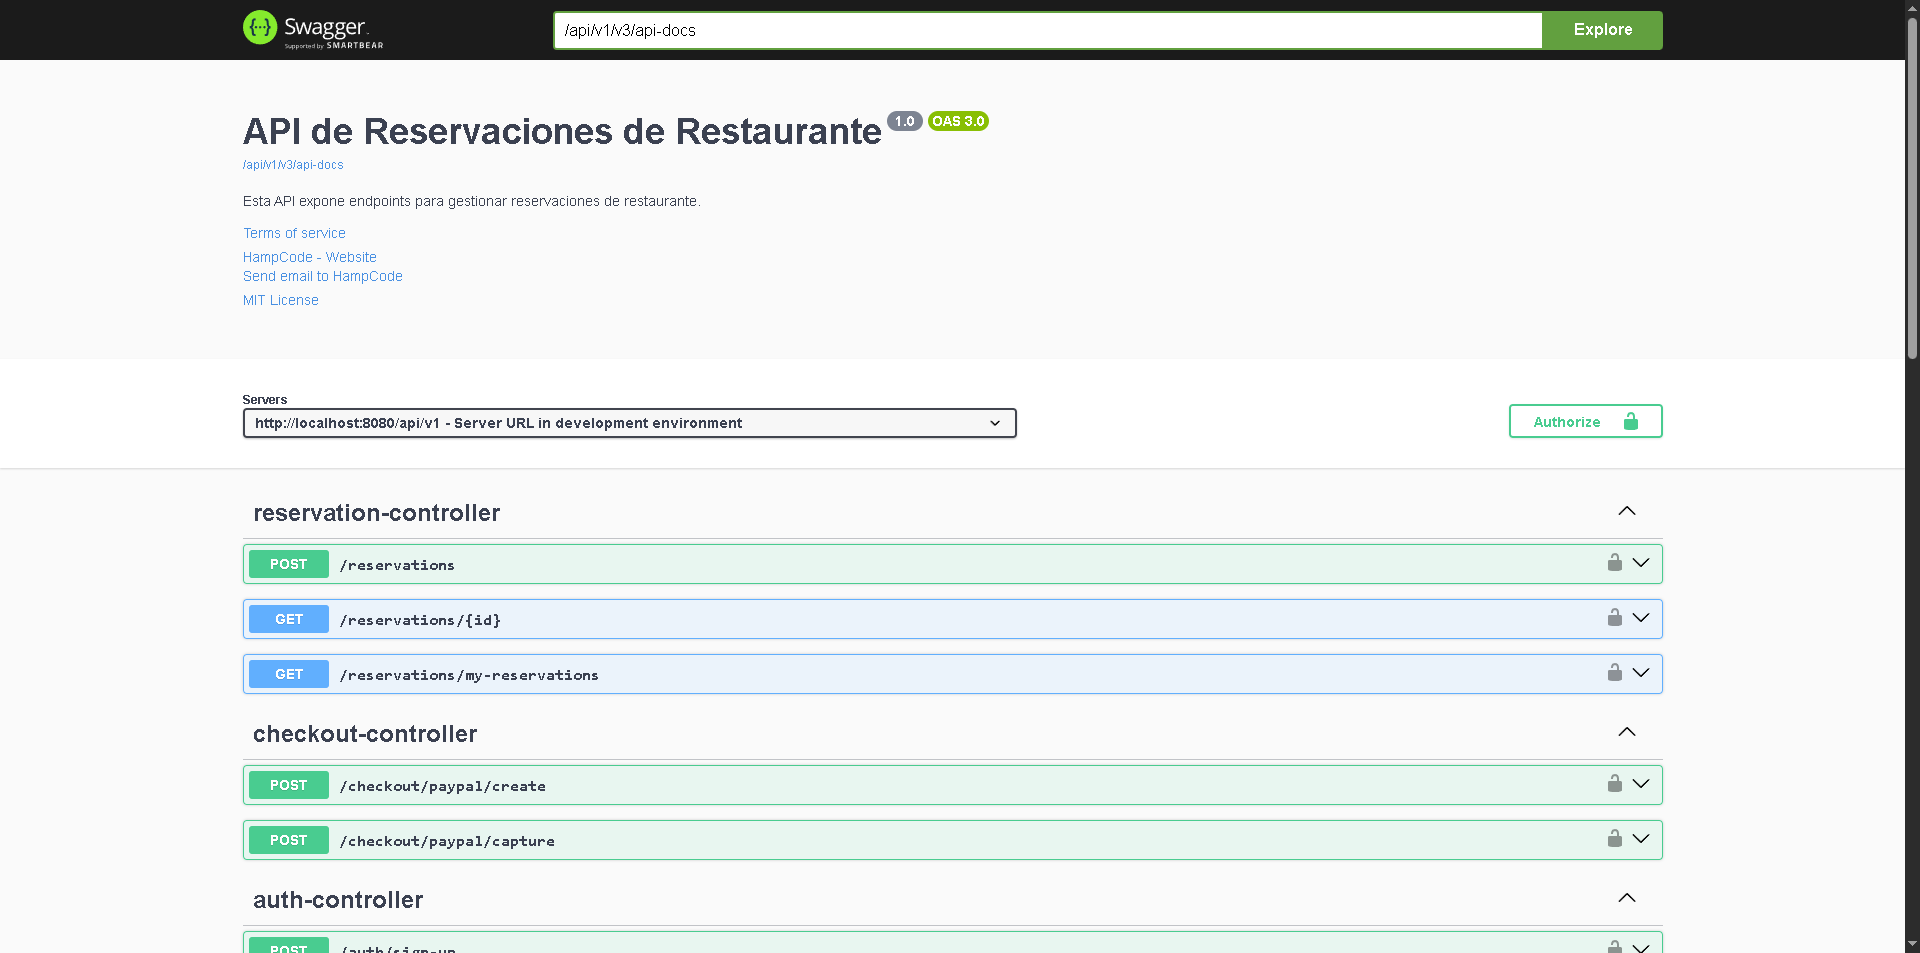 Swagger.
Supported by SMARTBEAR
/api/v1/v3/api-docs
Explore
API de Reservaciones de Restaurante 1.0 OAS 3.0
/api/v1/v3/api-docs
Esta API expone endpoints para gestionar reservaciones de restaurante.
Terms of service
HampCode - Website
Send email to HampCode
MIT License
Servers
http://localhost:8080/api/v1 - Server URL in development environment
Authorize
reservation-controller
POST /reservations
GET /reservations/{id}
GET /reservations/my-reservations
checkout-controller
POST /checkout/paypal/create
POST /checkout/paypal/capture
auth-controller
POST /auth/sign-up